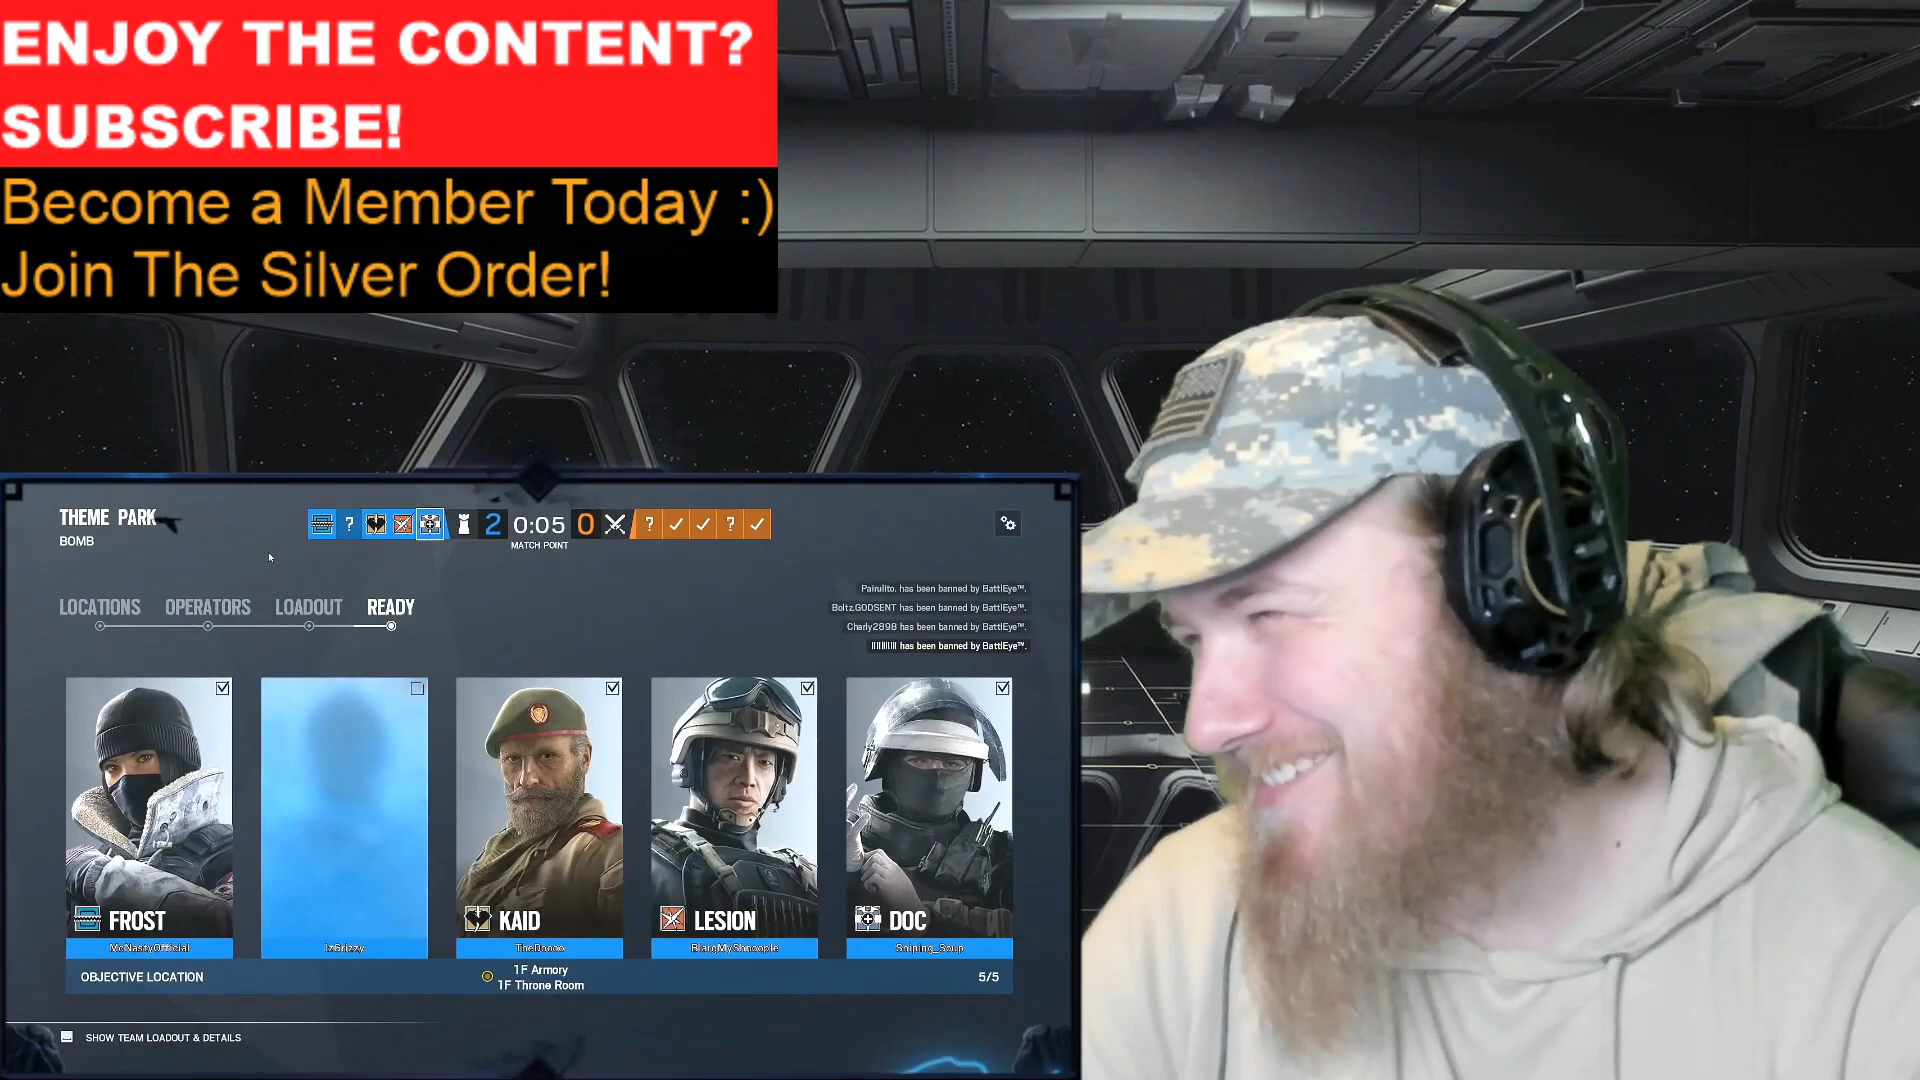 ENJOY THE CONTENT?
SUBSCRIBE!
Become a Member Today :)
Join The Silver Order!
THEME PARK
BOMB
? 2 0:05 0 ? ?
MATCH POINT
Pairulito. has been banned by BattlEye™.
Boltz.GODSENT has been banned by BattlEye™.
Charly2898 has been banned by BattlEye™.
has been banned by BattlEye™.
LOCATIONS OPERATORS LOADOUT READY
FROST KAID LESION DOC
McNastyOfficial IzGrizzy TheDoooo BlargMyShnoople Sniping_Soup
OBJECTIVE LOCATION 1F Armory 5/5
1F Throne Room
SHOW TEAM LOADOUT & DETAILS